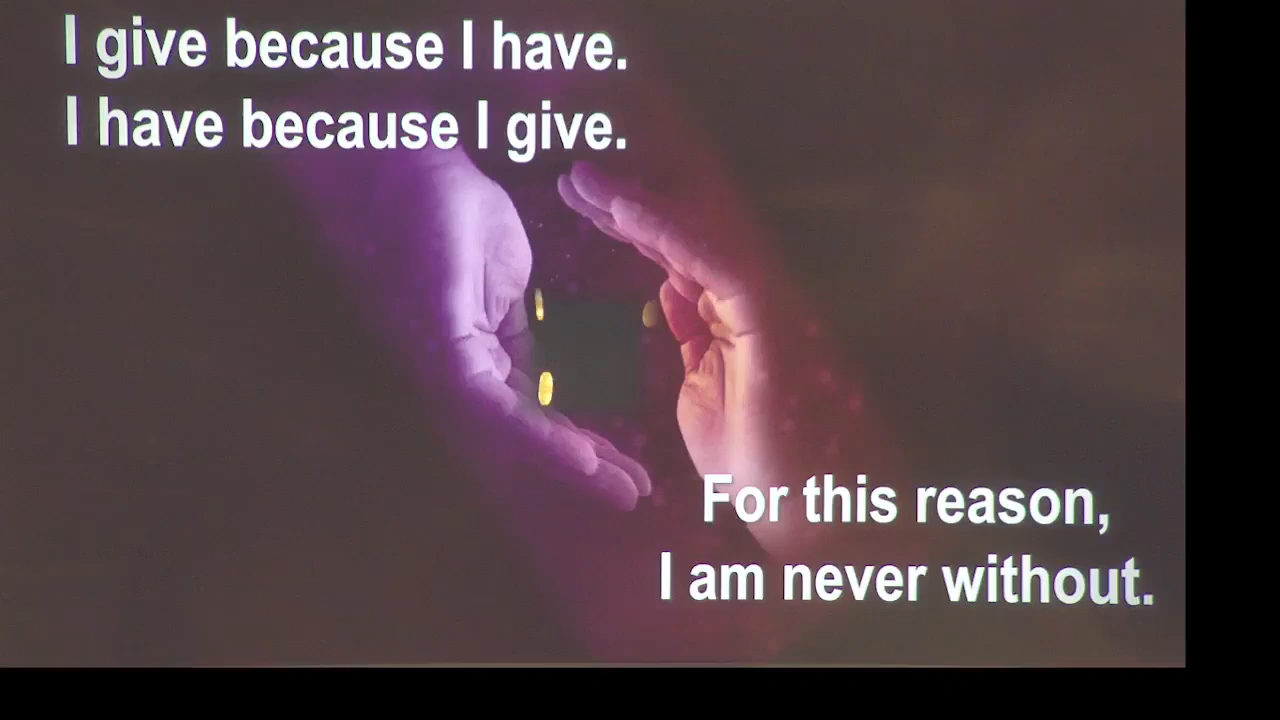 I give because I have.
I have because I give.
For this reason,
I am never without.